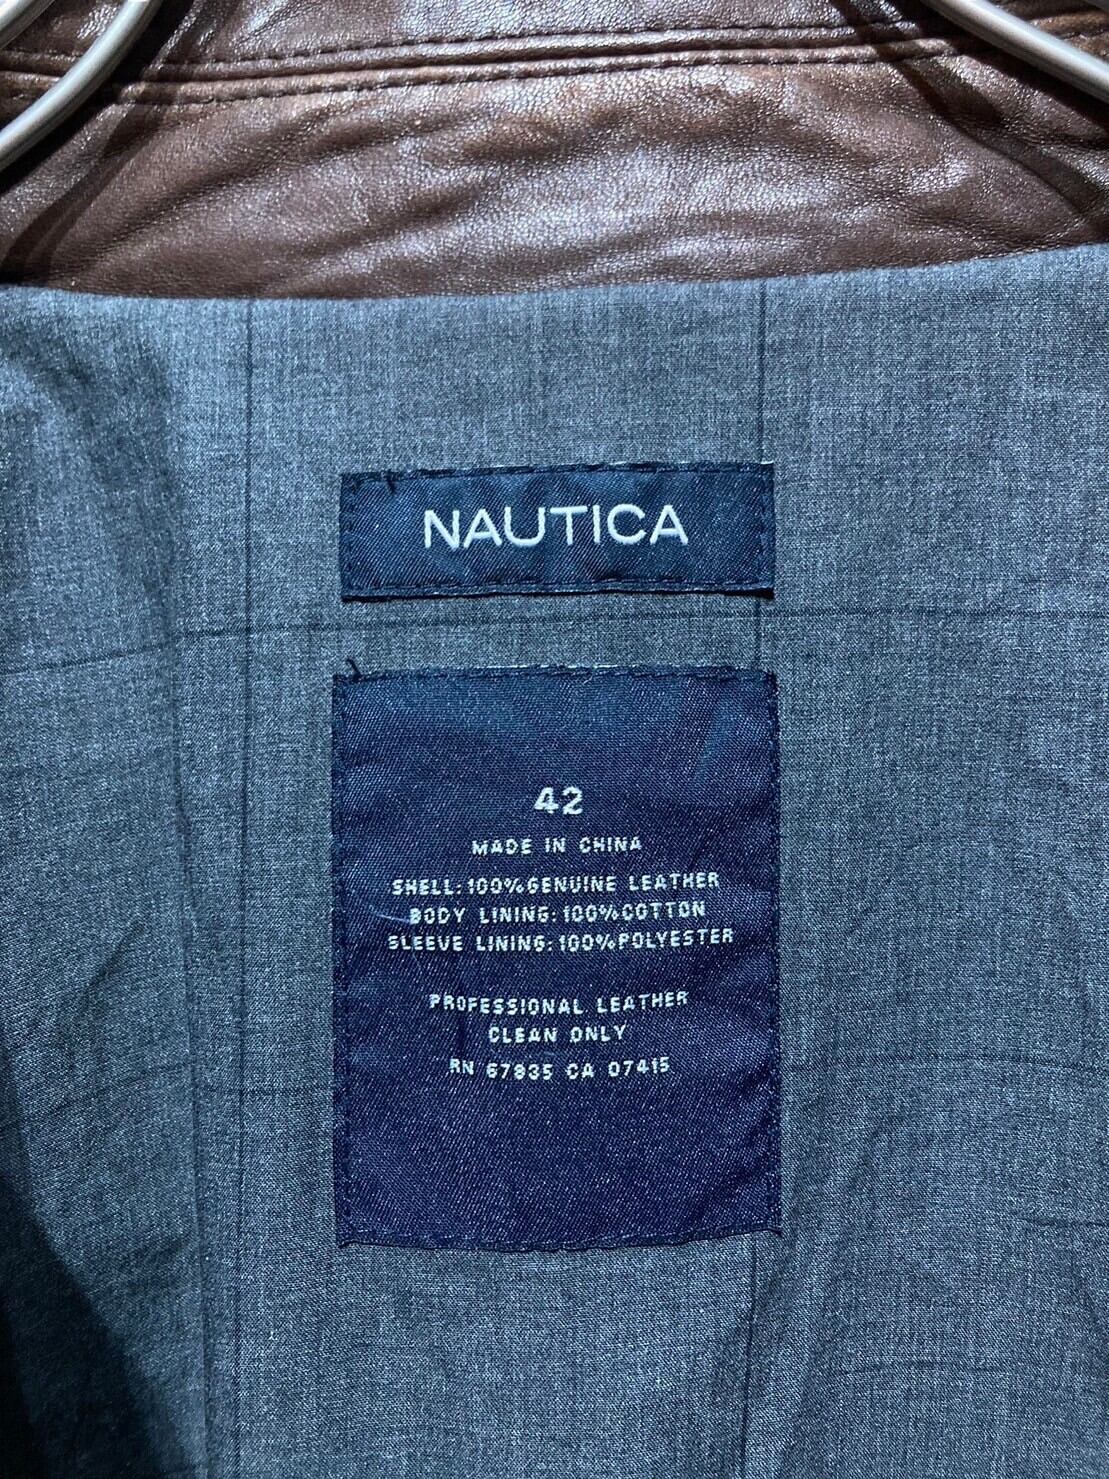 NAUTICA
42
MADE IN CHINA
SHELL: 100% GENUINE LEATHER
BODY LINING: 100% COTTON
SLEEVE LINING: 100% POLYESTER
PROFESSIONAL LEATHER
CLEAN ONLY
RN 67835 CA 07415